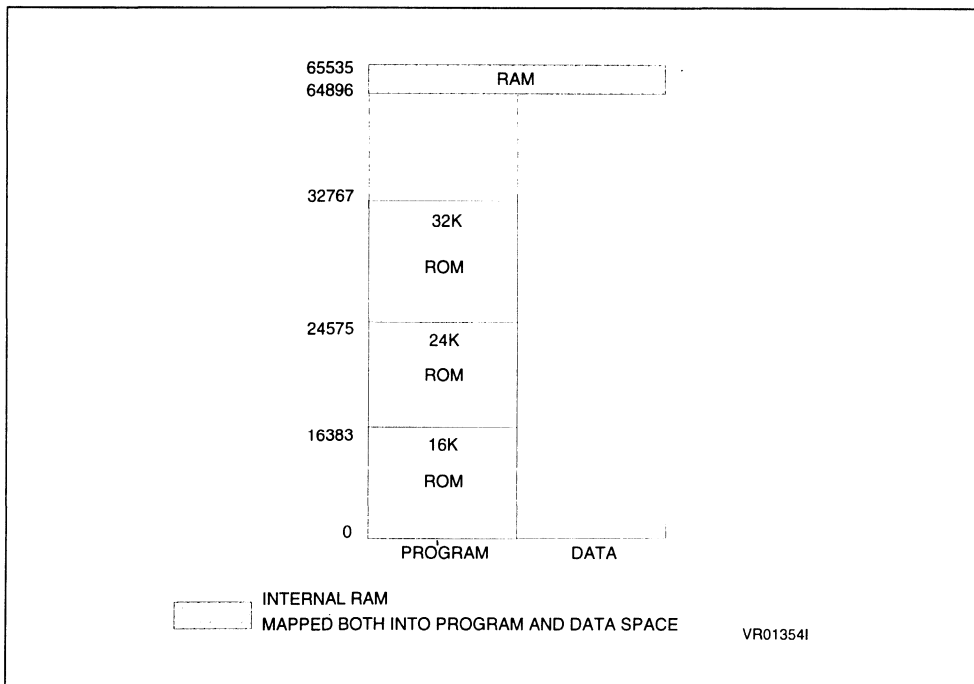 65535
RAM
64896
32767
32K
ROM
24575
24K
ROM
16383
16K
ROM
0
PROGRAM
DATA
INTERNAL RAM
MAPPED BOTH INTO PROGRAM AND DATA SPACE
VR01354I